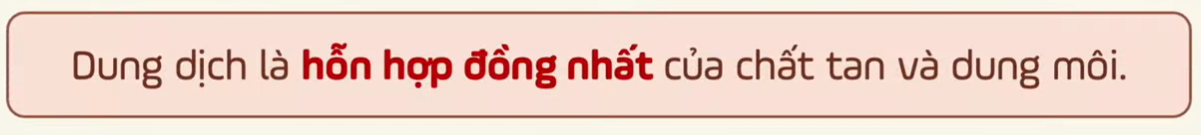 Dung dịch là hỗn hợp đồng nhất của chất tan và dung môi.